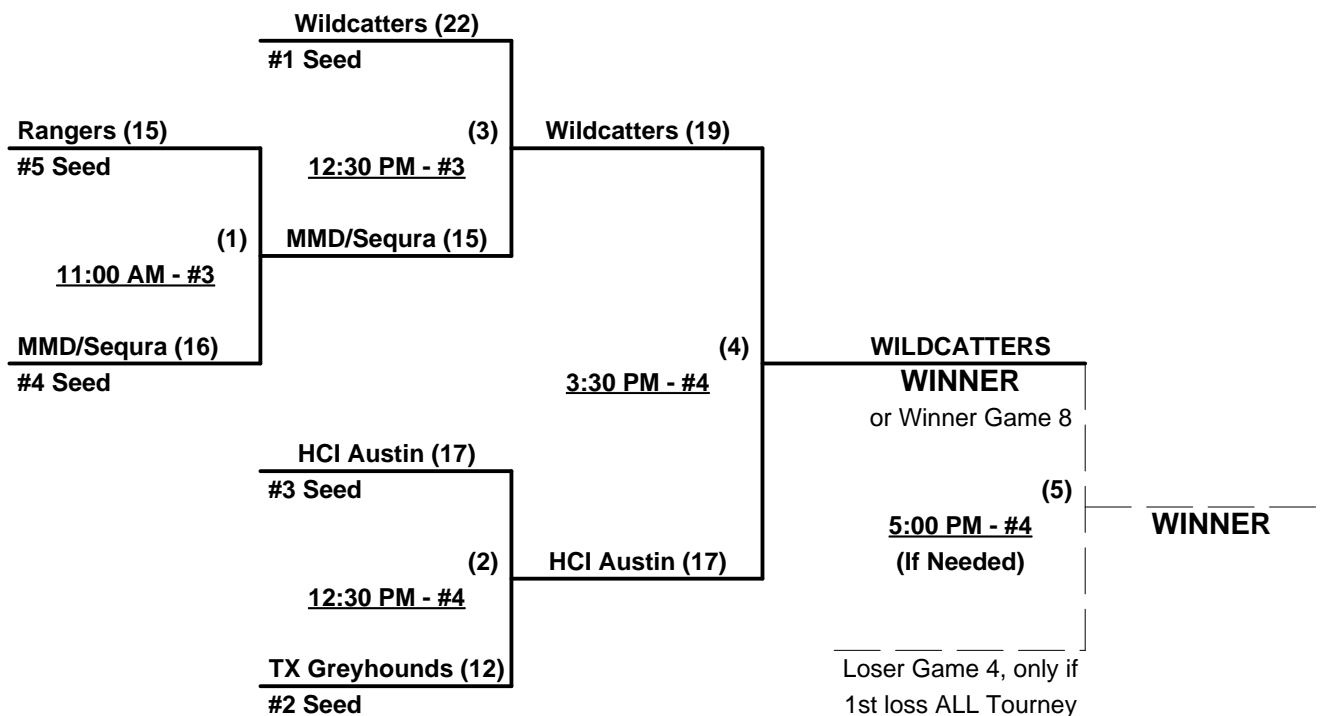 Wildcatters (22)
#1 Seed
Rangers (15)
(3)
Wildcatters (19)
#5 Seed
12:30 PM - #3
(1)
MMD/Sequra (15)
11:00 AM - #3
MMD/Sequra (16)
(4)
WILDCATTERS
#4 Seed
3:30 PM - #4
WINNER
or Winner Game 8
HCI Austin (17)
#3 Seed
(5)
5:00 PM - #4
WINNER
(2)
HCI Austin (17)
(If Needed)
12:30 PM - #4
TX Greyhounds (12)
Loser Game 4, only if
#2 Seed
1st loss ALL Tourney